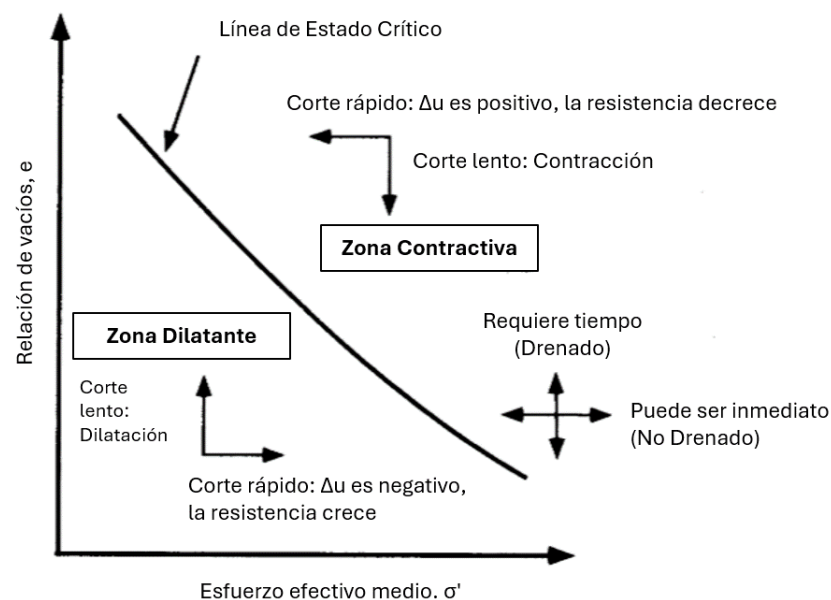 Línea de Estado Crítico
Corte rápido: Δu es positivo, la resistencia decrece
Corte lento: Contracción
Zona Contractiva
Relación de vacíos, e
Zona Dilatante
Requiere tiempo
(Drenado)
Corte
lento:
Dilatación
Puede ser inmediato
(No Drenado)
Corte rápido: Δu es negativo,
la resistencia crece
Esfuerzo efectivo medio. σ'